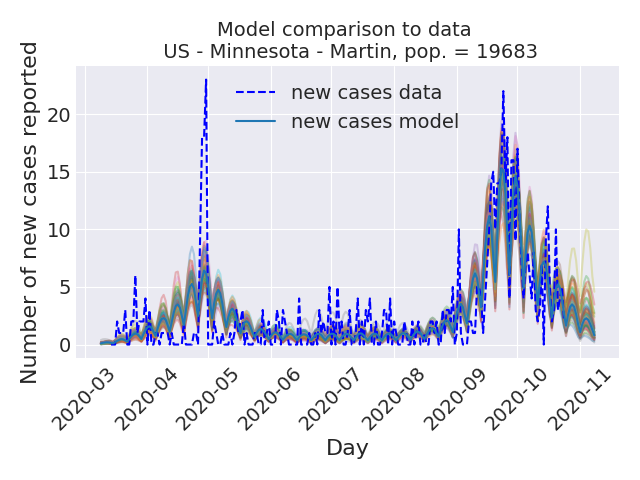 Model comparison to data
US - Minnesota - Martin, pop. = 19683
Number of new cases reported
20
15
10
5
0
new cases data
new cases model
2020-03
2020-04
2020-05
2020-06
2020-07
2020-08
2020-09
2020-10
2020-11
Day